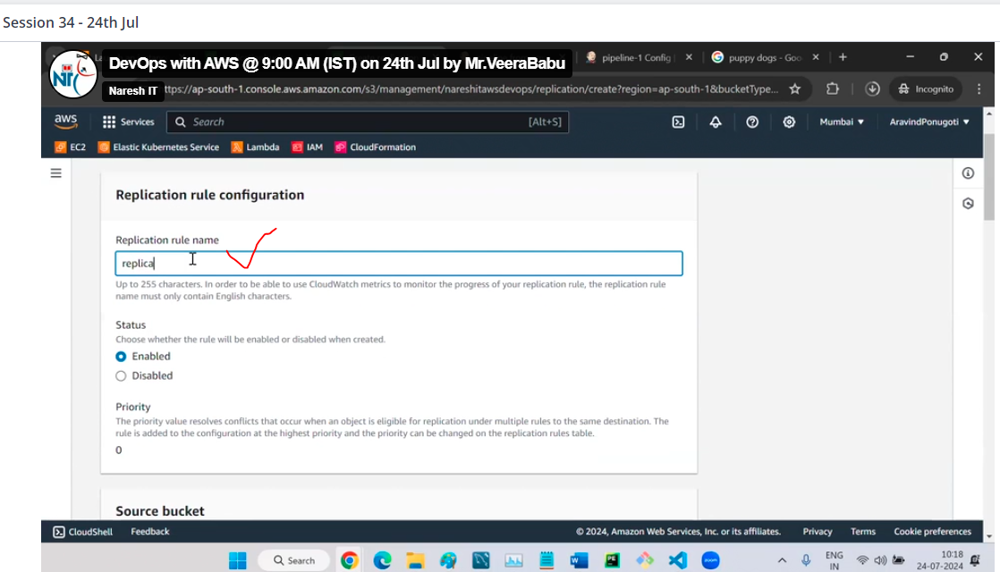 Session 34 - 24th Jul
DevOps with AWS @ 9:00 AM (IST) on 24th Jul by Mr.VeeraBabu
pipeline-1 Config
puppy dogs - Goo
NT
Naresh IT
ttps://ap-south-1.console.aws.amazon.com/s3/management/nareshitawsdevops/replication/create?region=ap-south-1&bucketType...
Incognito
aws
Services
Search
[Alt+S]
Mumbai
AravindPonugoti
EC2
Elastic Kubernetes Service
Lambda
IAM
CloudFormation
Replication rule configuration
Replication rule name
replica
Up to 255 characters. In order to be able to use CloudWatch metrics to monitor the progress of your replication rule, the replication rule
name must only contain English characters.
Status
Choose whether the rule will be enabled or disabled when created.
Enabled
Disabled
Priority
The priority value resolves conflicts that occur when an object is eligible for replication under multiple rules to the same destination. The
rule is added to the configuration at the highest priority and the priority can be changed on the replication rules table.
0
Source bucket
CloudShell
Feedback
© 2024, Amazon Web Services, Inc. or its affiliates.
Privacy
Terms
Cookie preferences
Search
zoom
ENG
IN
10:18
24-07-2024